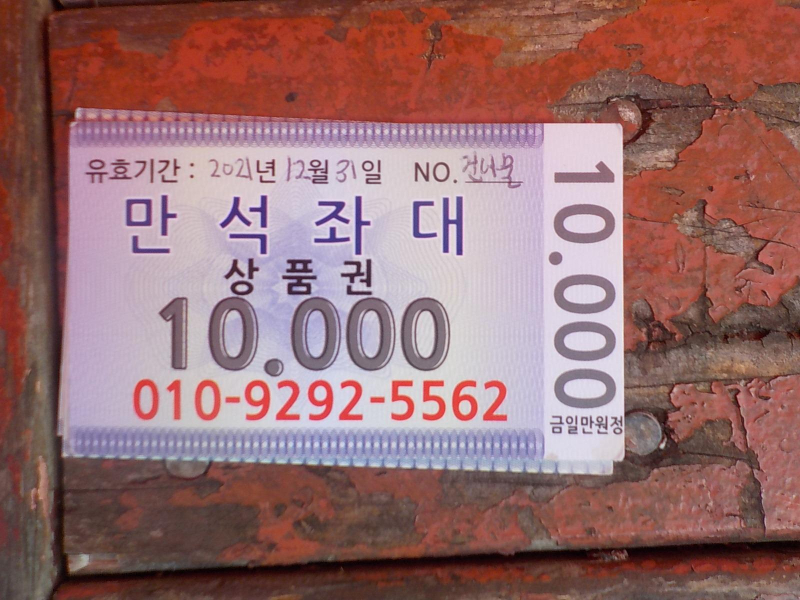 유효기간 : 2021년 12월 31일 NO.
만석좌대
상품권
10.000
010-9292-5562
10.000
금일만원정